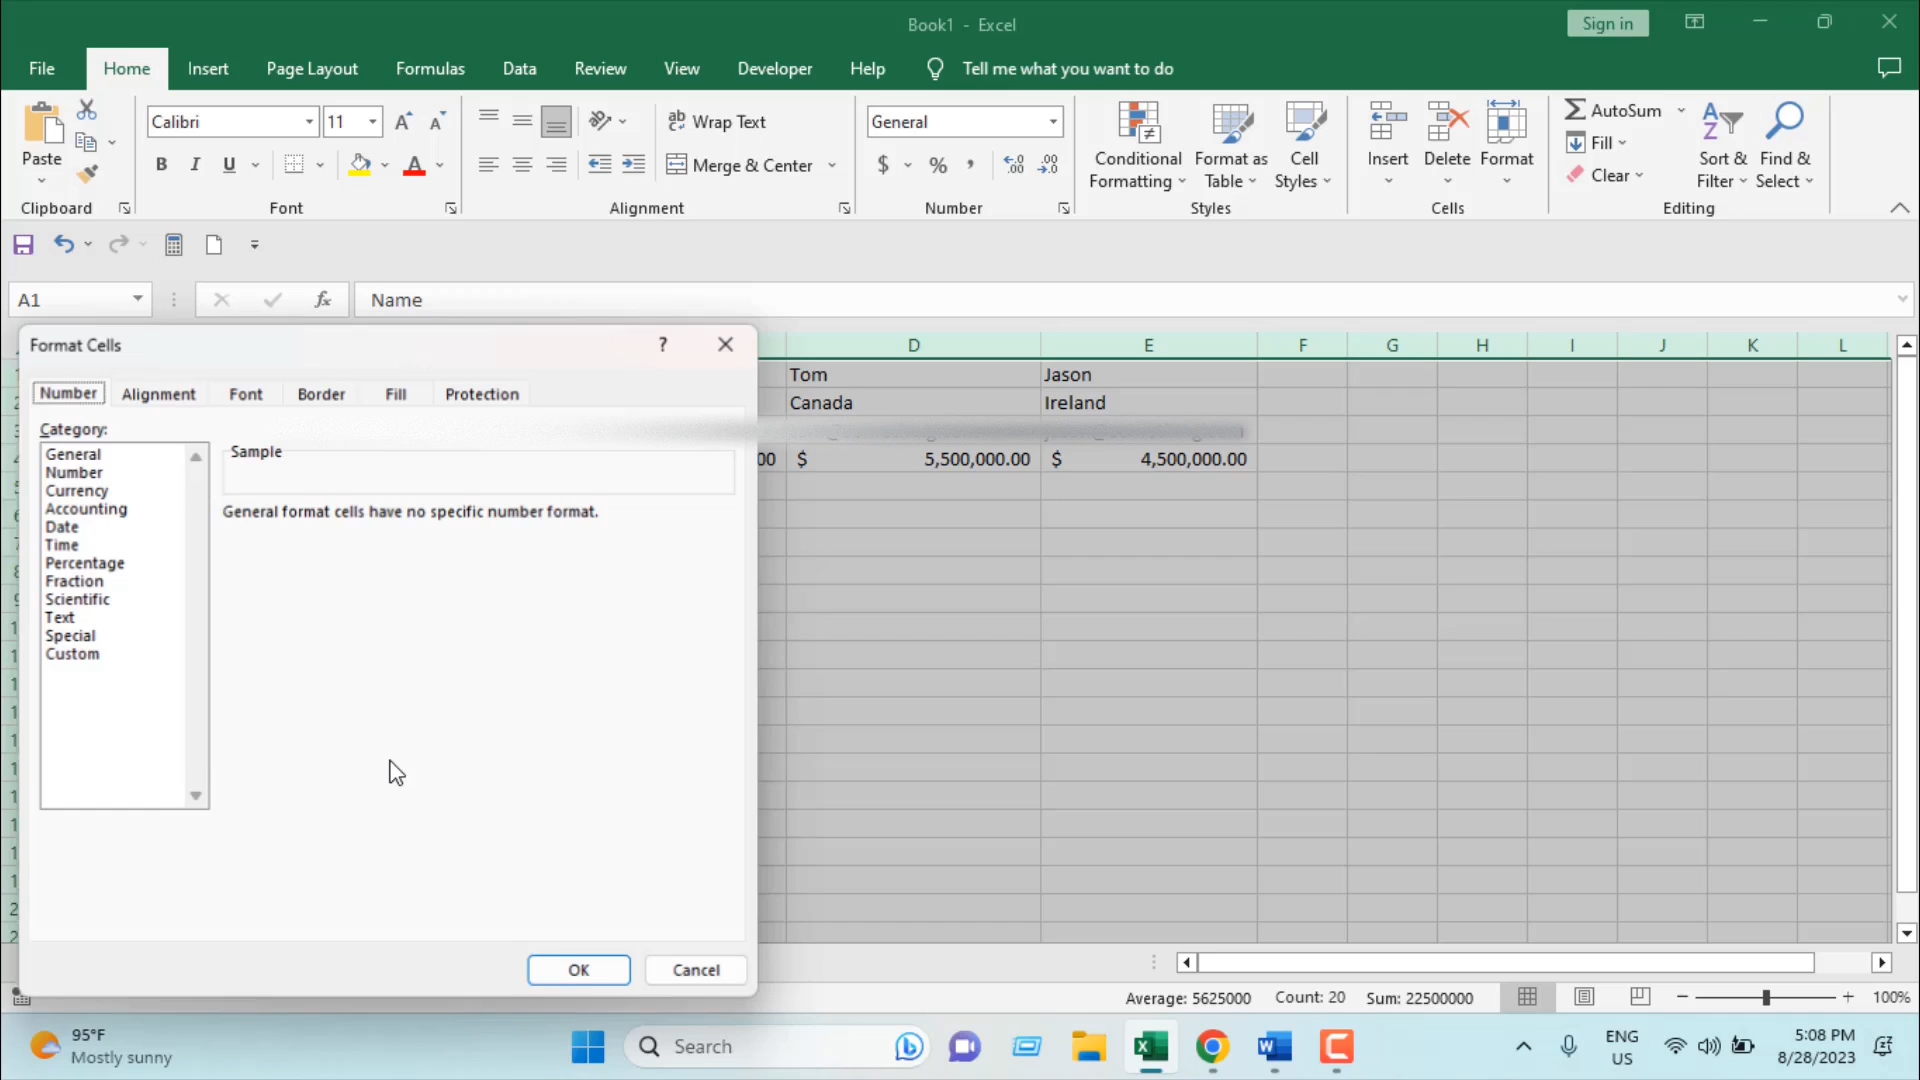 Book1 - Excel
Sign in
File Home Insert Page Layout Formulas Data Review View Developer Help Tell me what you want to do
Paste
Clipboard
Calibri 11
B I U
Font
Wrap Text
Merge & Center
Alignment
General
$ %
Number
Conditional Formatting
Format as Table
Cell Styles
Styles
Insert Delete Format
Cells
AutoSum
Fill
Clear
Sort & Filter
Find & Select
Editing
A1
fx
Name
D E F G H I J K L
Tom Jason
Canada Ireland
00 $ 5,500,000.00 $ 4,500,000.00
Format Cells
?
Number Alignment Font Border Fill Protection
Category:
General
Number
Currency
Accounting
Date
Time
Percentage
Fraction
Scientific
Text
Special
Custom
Sample
General format cells have no specific number format.
OK Cancel
Average: 5625000 Count: 20 Sum: 22500000
100%
95°F
Mostly sunny
Search
ENG
US
5:08 PM
8/28/2023